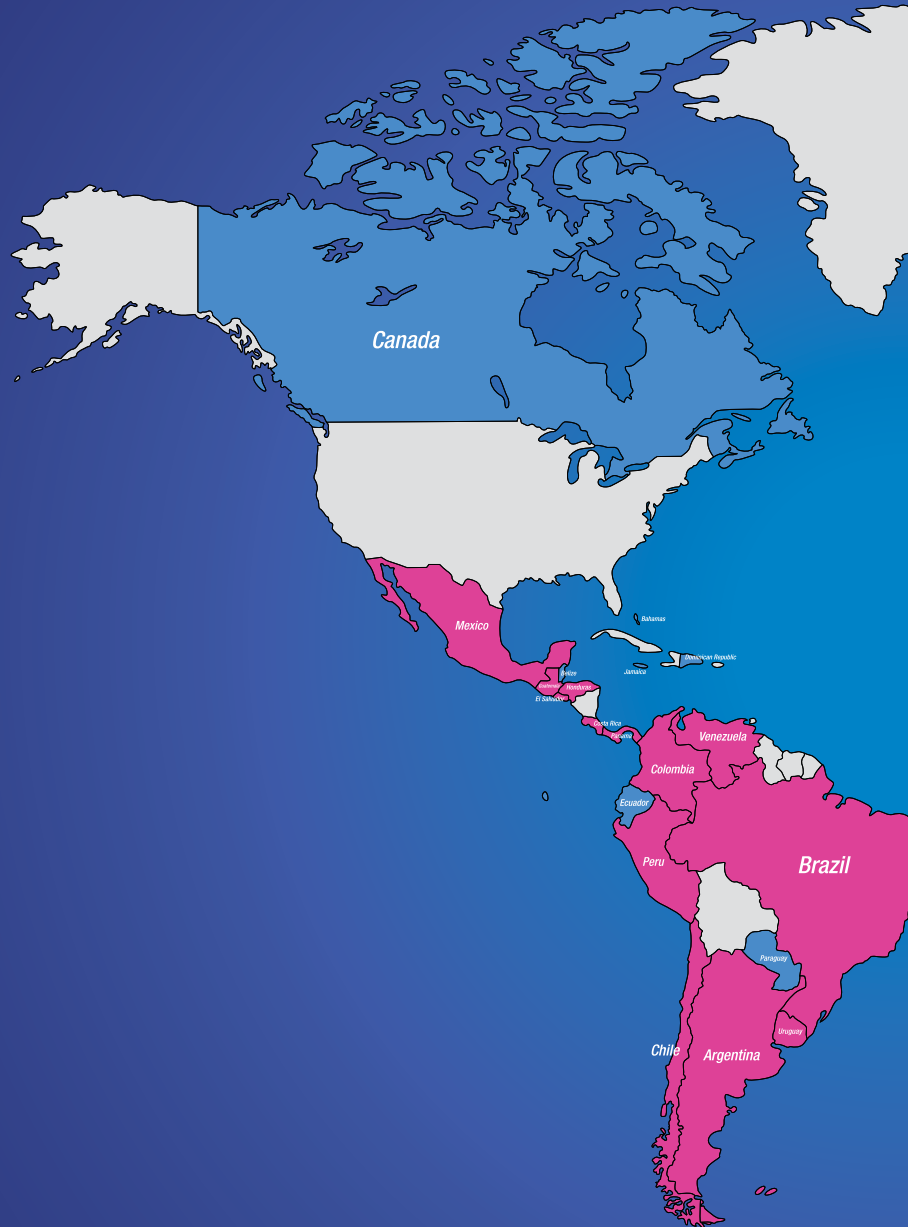 Canada
Bahamas
Mexico
Dominican Republic
Jamaica
Belize
Guatemala
Honduras
El Salvador
Costa Rica
Panama
Venezuela
Colombia
Ecuador
Peru
Brazil
Paraguay
Uruguay
Chile
Argentina